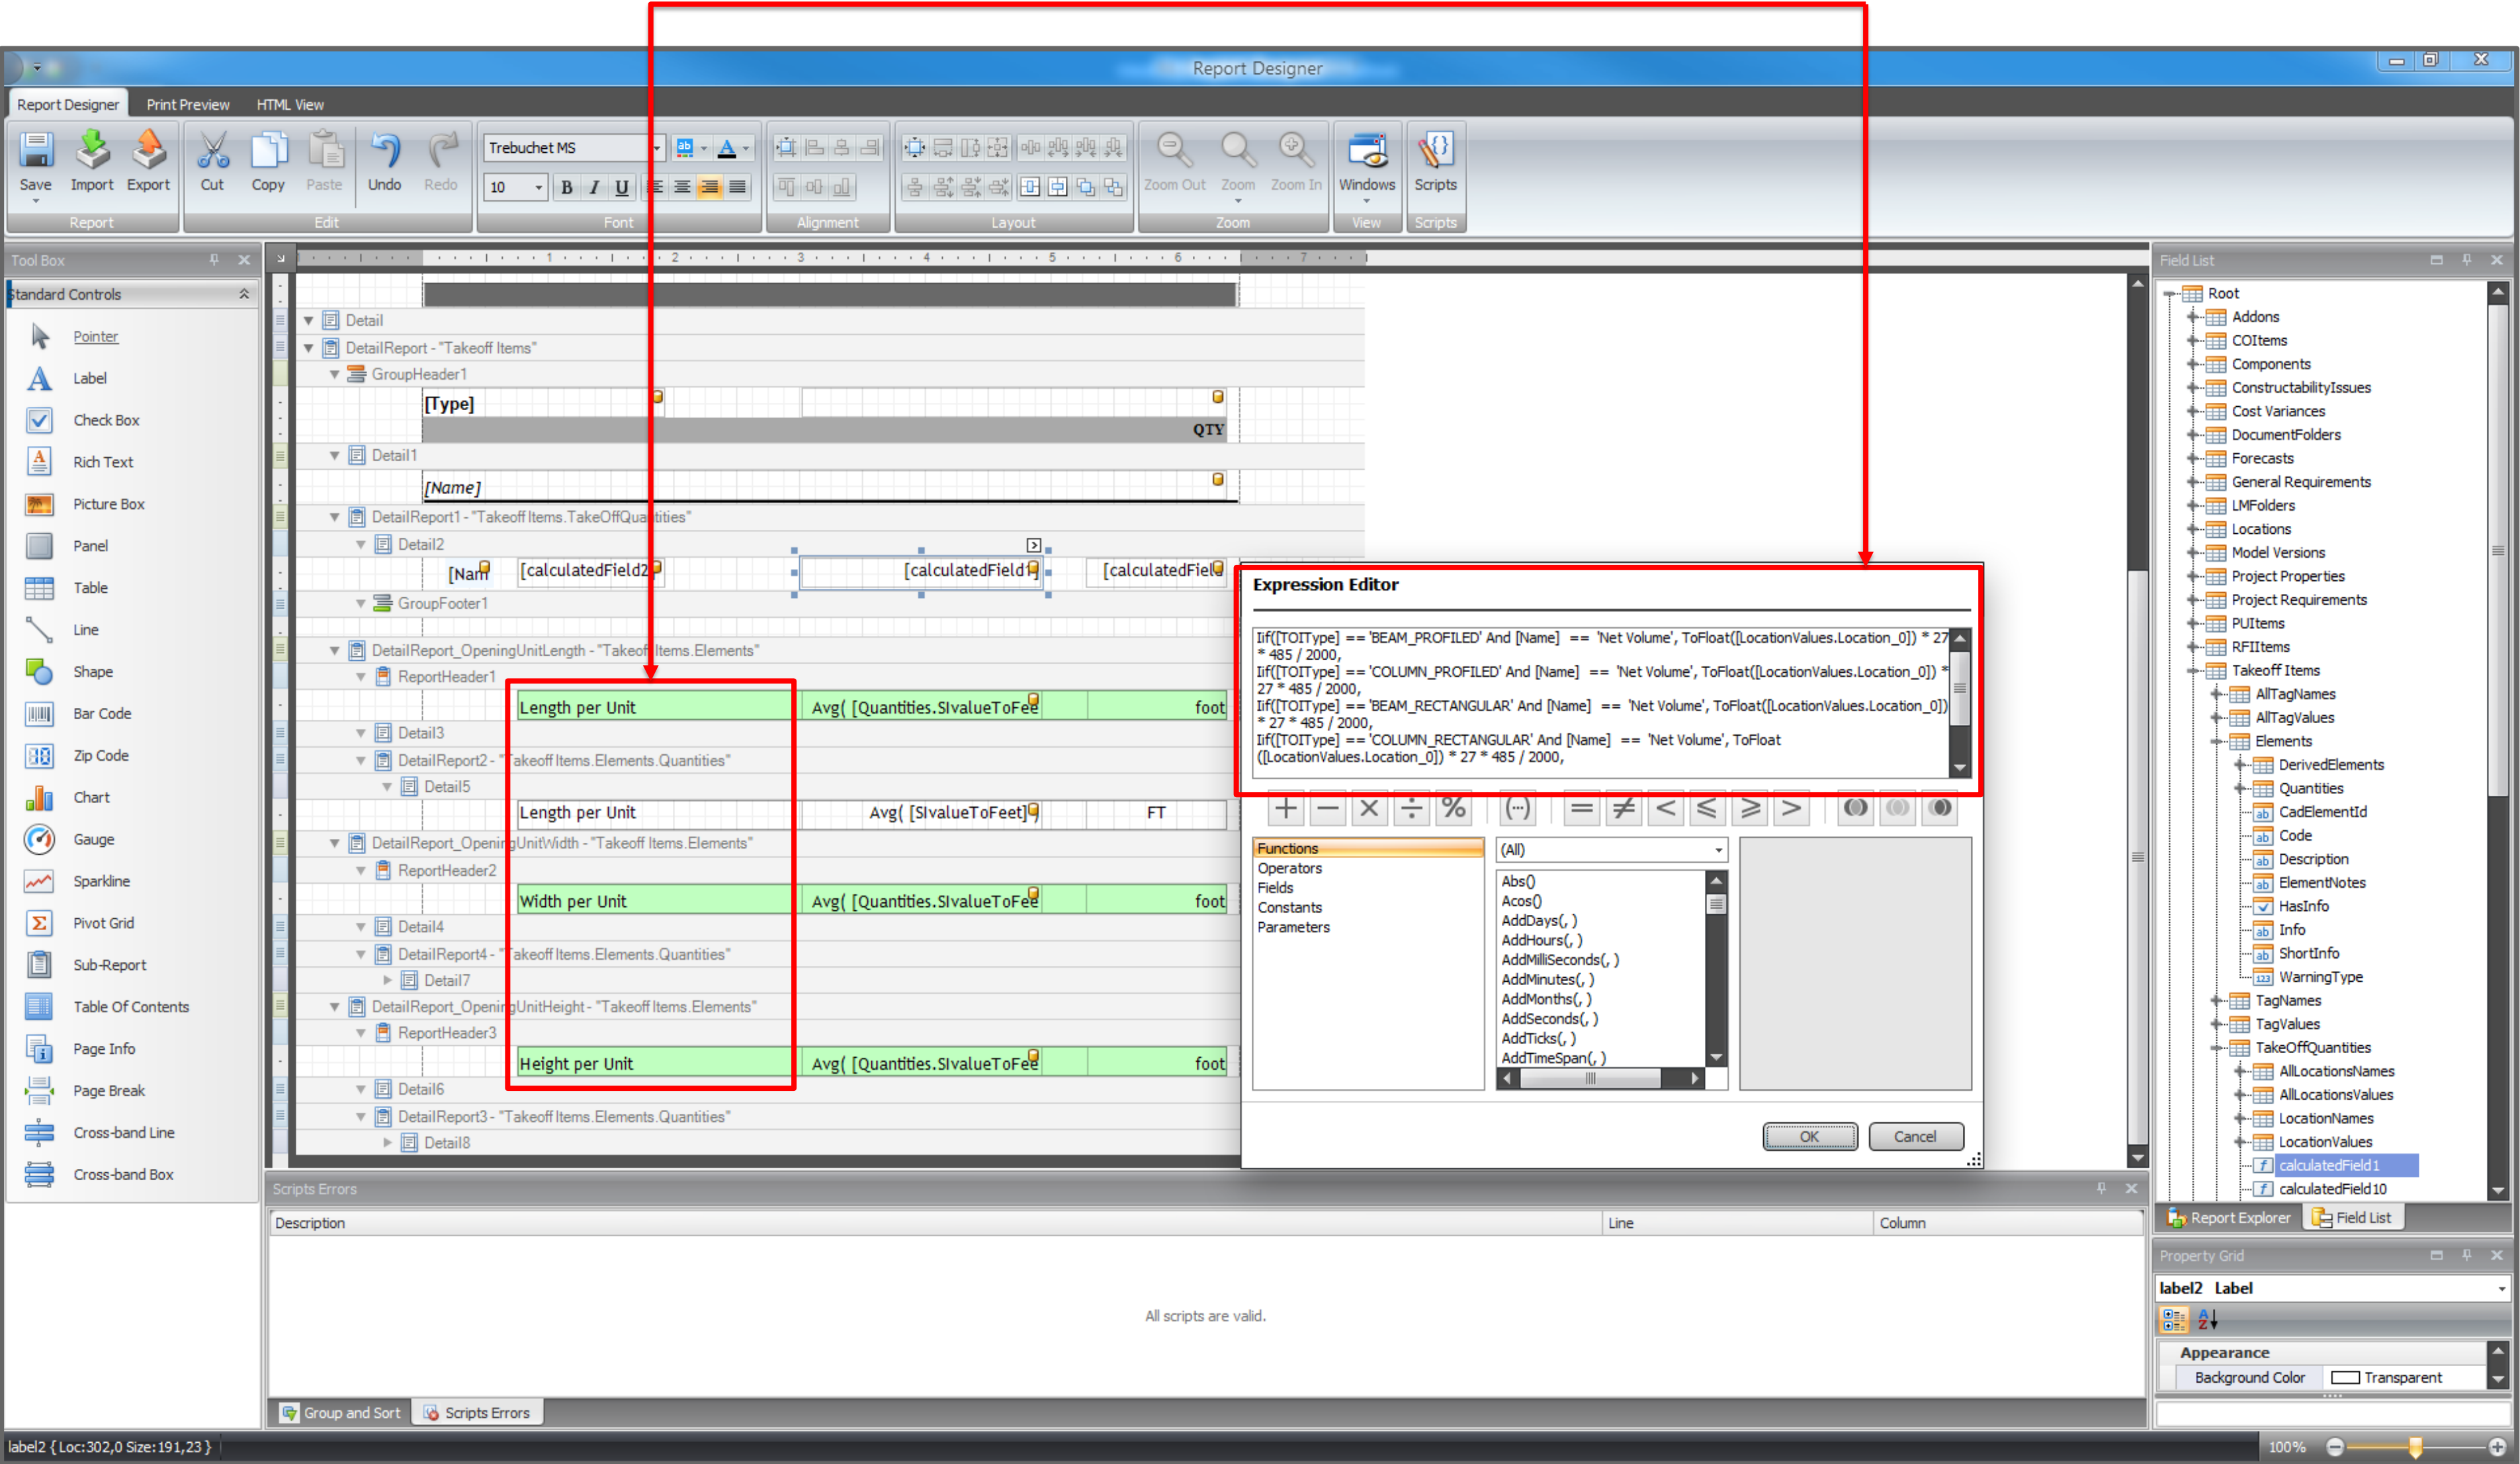 Report Designer
Report Designer Print Preview HTML View
Trebuchet MS
10 B I U
Save Import Export Cut Copy Paste Undo Redo Zoom Out Zoom Zoom In Windows Scripts
Report Edit Font Alignment Layout Zoom View Scripts
Tool Box
Standard Controls
Pointer
Label
Check Box
Rich Text
Picture Box
Panel
Table
Line
Shape
Bar Code
Zip Code
Chart
Gauge
Sparkline
Pivot Grid
Sub-Report
Table Of Contents
Page Info
Page Break
Cross-band Line
Cross-band Box
1 2 3 4 5 6 7
Detail
DetailReport - "Takeoff Items"
GroupHeader1
[Type]
QTY
Detail1
[Name]
DetailReport1 - "Takeoff Items.TakeOffQuantities"
Detail2
[Nam [calculatedField2] [calculatedField1] [calculatedField
GroupFooter1
DetailReport_OpeningUnitLength - "Takeoff Items.Elements"
ReportHeader1
Length per Unit Avg( [Quantities.SIvalueToFee foot
Detail3
DetailReport2 - "Takeoff Items.Elements.Quantities"
Detail5
Length per Unit Avg( [SIvalueToFeet]) FT
DetailReport_OpeningUnitWidth - "Takeoff Items.Elements"
ReportHeader2
Width per Unit Avg( [Quantities.SIvalueToFee foot
Detail4
DetailReport4 - "Takeoff Items.Elements.Quantities"
Detail7
DetailReport_OpeningUnitHeight - "Takeoff Items.Elements"
ReportHeader3
Height per Unit Avg( [Quantities.SIvalueToFee foot
Detail6
DetailReport3 - "Takeoff Items.Elements.Quantities"
Detail8
Expression Editor
Iif([TOIType] == 'BEAM_PROFILED' And [Name]  == 'Net Volume', ToFloat([LocationValues.Location_0]) * 27
* 485 / 2000,
Iif([TOIType] == 'COLUMN_PROFILED' And [Name]  == 'Net Volume', ToFloat([LocationValues.Location_0]) *
27 * 485 / 2000,
Iif([TOIType] == 'BEAM_RECTANGULAR' And [Name]  == 'Net Volume', ToFloat([LocationValues.Location_0])
* 27 * 485 / 2000,
Iif([TOIType] == 'COLUMN_RECTANGULAR' And [Name]  == 'Net Volume', ToFloat
([LocationValues.Location_0]) * 27 * 485 / 2000,
+ − × ÷ % (···) = ≠ < ≤ ≥ >
Functions
Operators
Fields
Constants
Parameters
(All)
Abs()
Acos()
AddDays(, )
AddHours(, )
AddMilliSeconds(, )
AddMinutes(, )
AddMonths(, )
AddSeconds(, )
AddTicks(, )
AddTimeSpan(, )
OK Cancel
Field List
Root
Addons
COItems
Components
ConstructabilityIssues
Cost Variances
DocumentFolders
Forecasts
General Requirements
LMFolders
Locations
Model Versions
Project Properties
Project Requirements
PUItems
RFIItems
Takeoff Items
AllTagNames
AllTagValues
Elements
DerivedElements
Quantities
CadElementId
Code
Description
ElementNotes
HasInfo
Info
ShortInfo
WarningType
TagNames
TagValues
TakeOffQuantities
AllLocationsNames
AllLocationsValues
LocationNames
LocationValues
calculatedField1
calculatedField10
Report Explorer Field List
Property Grid
label2 Label
Appearance
Background Color Transparent
Scripts Errors
Description Line Column
All scripts are valid.
Group and Sort Scripts Errors
label2 { Loc:302,0 Size:191,23 } 100%